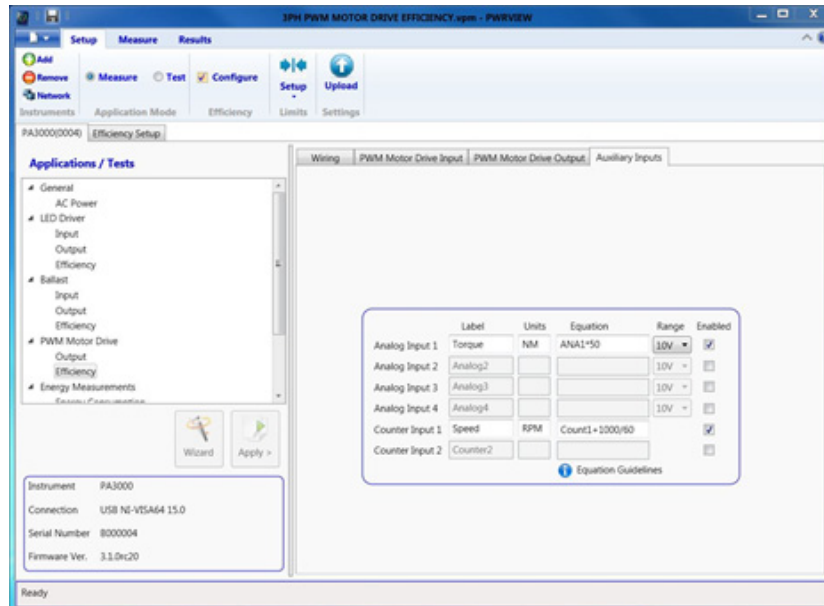 3PH PWM MOTOR DRIVE EFFICIENCY.vpm - PWRVIEW
Setup Measure Results
Add
Remove
Network
Measure Test Configure
Setup
Upload
Instruments Application Mode Efficiency Limits Settings
PA3000(0004) Efficiency Setup
Applications / Tests
General
AC Power
LED Driver
Input
Output
Efficiency
Ballast
Input
Output
Efficiency
PWM Motor Drive
Output
Efficiency
Energy Measurements
Energy Consumption
Wizard Apply >
Instrument PA3000
Connection USB NI-VISA64 15.0
Serial Number B000004
Firmware Ver. 3.1.0rc20
Wiring PWM Motor Drive Input PWM Motor Drive Output Auxiliary Inputs
Label Units Equation Range Enabled
Analog Input 1 Torque NM ANA1*50 10V
Analog Input 2 Analog2 10V
Analog Input 3 Analog3 10V
Analog Input 4 Analog4 10V
Counter Input 1 Speed RPM Count1+1000/60
Counter Input 2 Counter2
Equation Guidelines
Ready